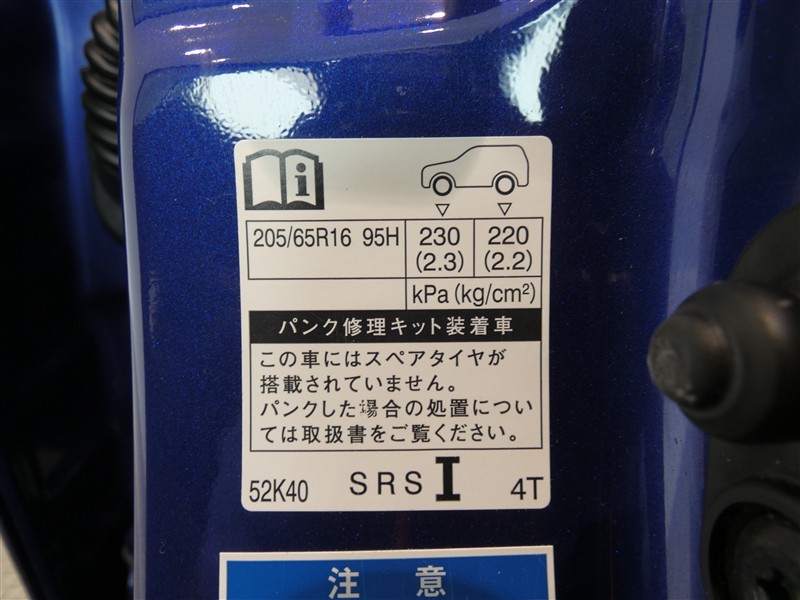 i
205/65R16 95H 230 220
(2.3) (2.2)
kPa (kg/cm²)
パンク修理キット装着車
この車にはスペアタイヤが
搭載されていません。
パンクした場合の処置につい
ては取扱書をご覧ください。
52K40 SRS I 4T
注 意